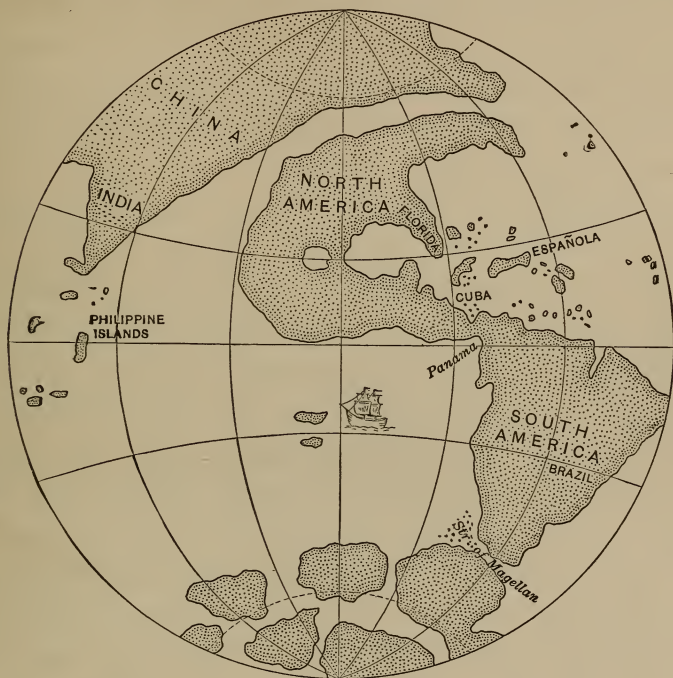 CHINA
INDIA
NORTH
AMERICA
FLORIDA
ESPAÑOLA
CUBA
PHILIPPINE
ISLANDS
Panama
SOUTH
AMERICA
BRAZIL
Str. of Magellan